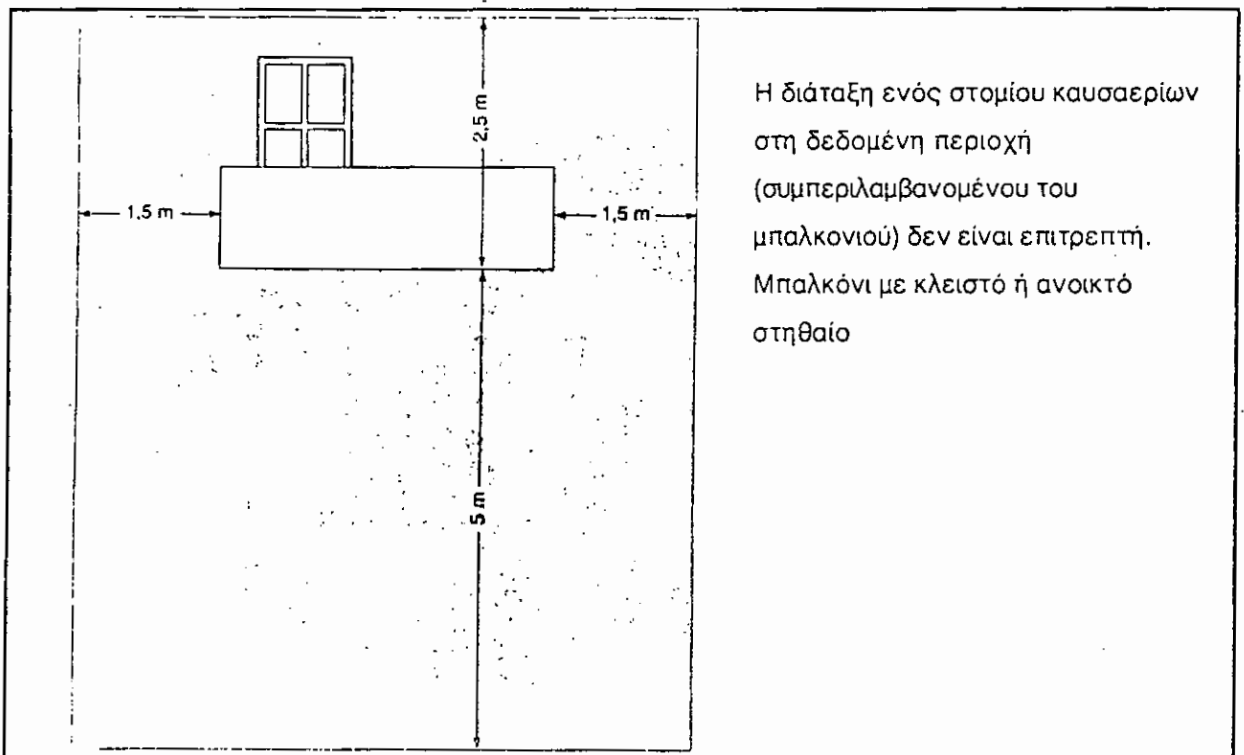 2,5 m
1,5 m
1,5 m
5 m
Η διάταξη ενός στομίου καυσαερίων
στη δεδομένη περιοχή
(συμπεριλαμβανομένου του
μπαλκονιού) δεν είναι επιτρεπτή.
Μπαλκόνι με κλειστό ή ανοικτό
στηθαίο